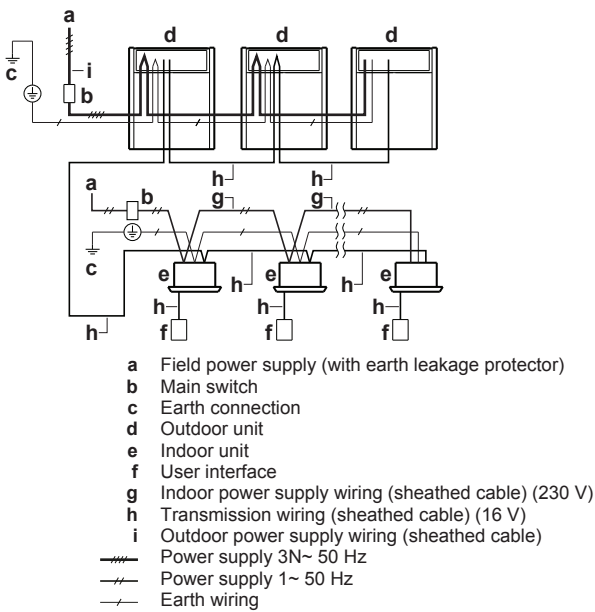 a
d
d
d
c
i
b
h
h
a
b
g
g
c
e
h
e
h
e
h
h
h
h
f
f
f
a Field power supply (with earth leakage protector)
b Main switch
c Earth connection
d Outdoor unit
e Indoor unit
f User interface
g Indoor power supply wiring (sheathed cable) (230 V)
h Transmission wiring (sheathed cable) (16 V)
i Outdoor power supply wiring (sheathed cable)
Power supply 3N~ 50 Hz
Power supply 1~ 50 Hz
Earth wiring